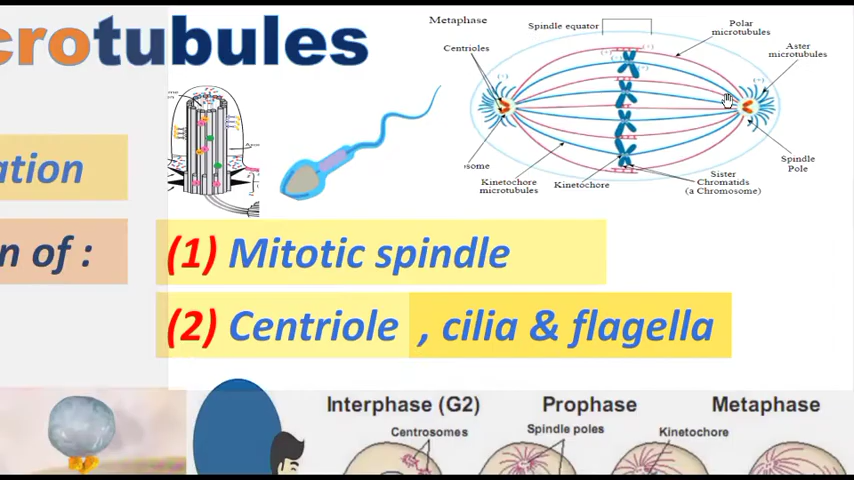 crotubules
Metaphase
Spindle equator
Polar
microtubules
Centrioles
Aster
microtubules
(+)
(+)
ation
Spindle
Pole
Kinetochore
microtubules
Kinetochore
Sister
Chromatids
(a Chromosome)
n of :
(1) Mitotic spindle
(2) Centriole , cilia & flagella
Interphase (G2)
Prophase
Metaphase
Centrosomes
Spindle poles
Kinetochore